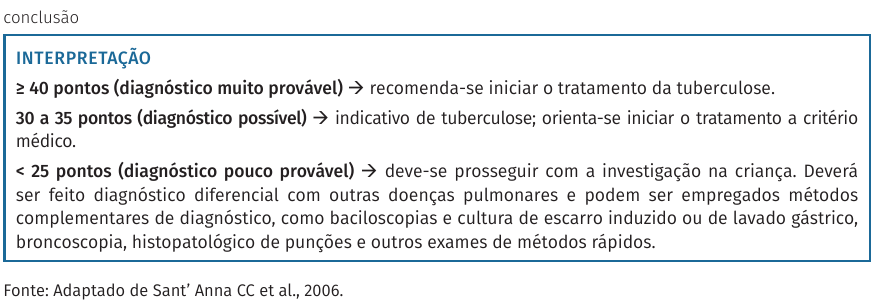 conclusão
INTERPRETAÇÃO
≥ 40 pontos (diagnóstico muito provável) → recomenda-se iniciar o tratamento da tuberculose.
30 a 35 pontos (diagnóstico possível) → indicativo de tuberculose; orienta-se iniciar o tratamento a critério
médico.
< 25 pontos (diagnóstico pouco provável) → deve-se prosseguir com a investigação na criança. Deverá
ser feito diagnóstico diferencial com outras doenças pulmonares e podem ser empregados métodos
complementares de diagnóstico, como baciloscopias e cultura de escarro induzido ou de lavado gástrico,
broncoscopia, histopatológico de punções e outros exames de métodos rápidos.
Fonte: Adaptado de Sant’ Anna CC et al., 2006.